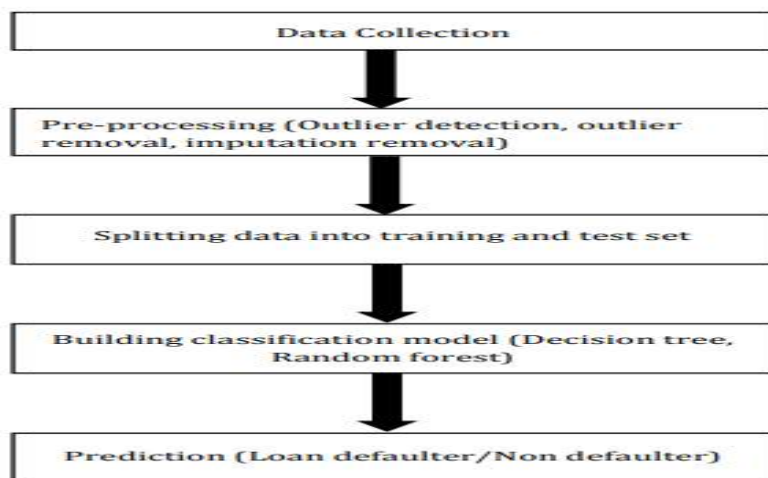 Data Collection
Pre-processing (Outlier detection, outlier
removal, imputation removal)
Splitting data into training and test set
Building classification model (Decision tree,
Random forest)
Prediction (Loan defaulter/Non defaulter)